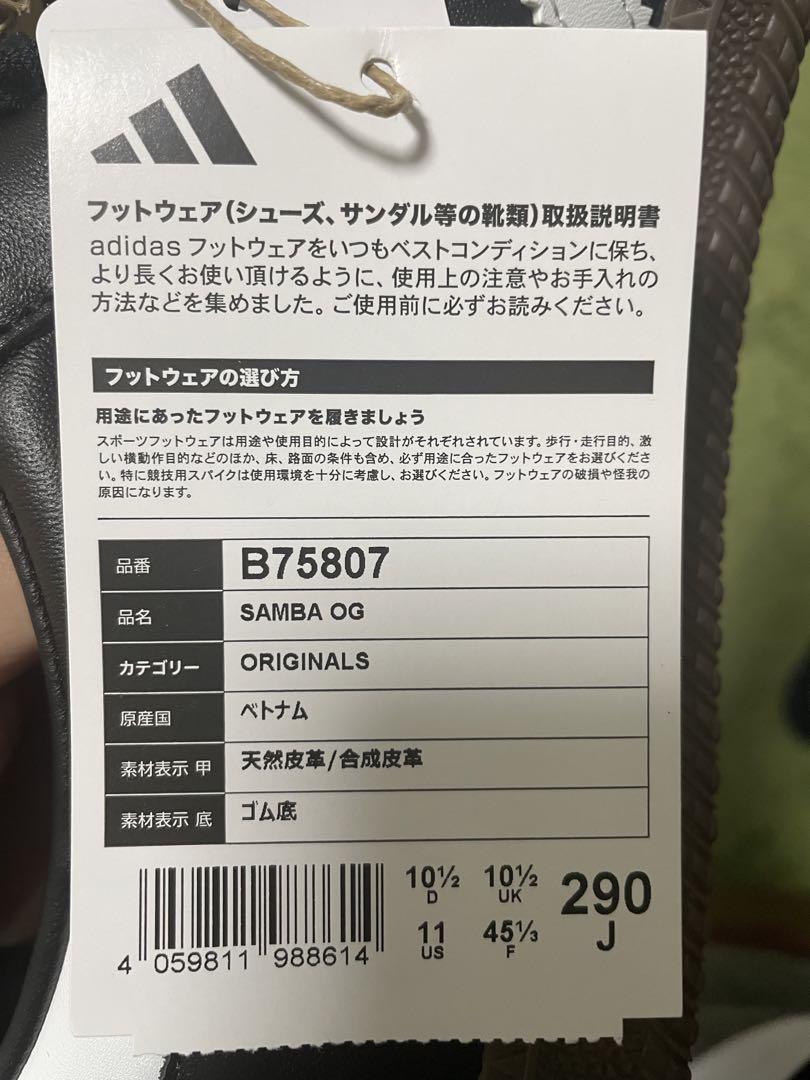 フットウェア(シューズ、サンダル等の靴類)取扱説明書
adidas フットウェアをいつもベストコンディションに保ち、
より長くお使い頂けるように、使用上の注意やお手入れの
方法などを集めました。ご使用前に必ずお読みください。
フットウェアの選び方
用途にあったフットウェアを履きましょう
スポーツフットウェアは用途や使用目的によって設計がそれぞれされています。歩行・走行目的、激
しい横動作目的などのほか、床、路面の条件も含め、必ず用途に合ったフットウェアをお選びくださ
い。特に競技用スパイクは使用環境を十分に考慮し、お選びください。フットウェアの破損や怪我の
原因になります。
品番 B75807
品名 SAMBA OG
カテゴリー ORIGINALS
原産国 ベトナム
素材表示 甲 天然皮革/合成皮革
素材表示 底 ゴム底
10½ 10½ 290
D UK J
11 45⅓
US F
4 059811 988614